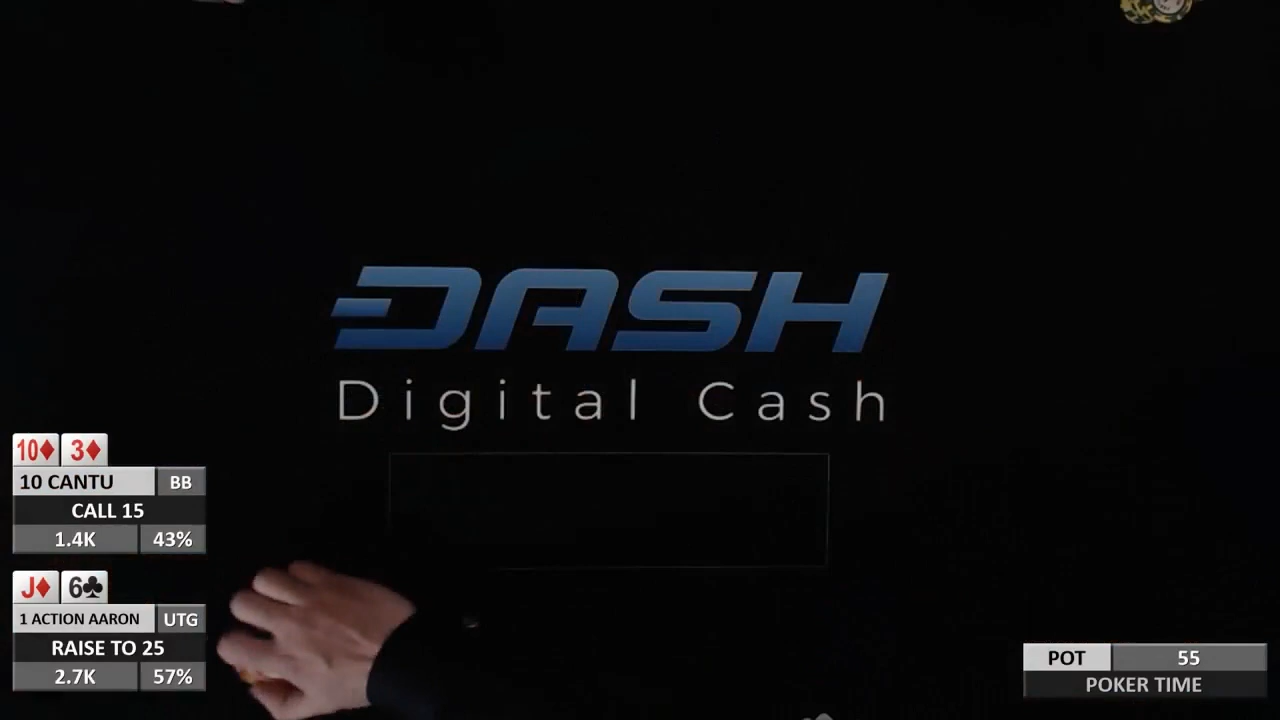 DASH
Digital Cash
10♦ 3♦
10 CANTU BB
CALL 15
1.4K 43%
J♦ 6♣
1 ACTION AARON UTG
RAISE TO 25
2.7K 57%
POT 55
POKER TIME